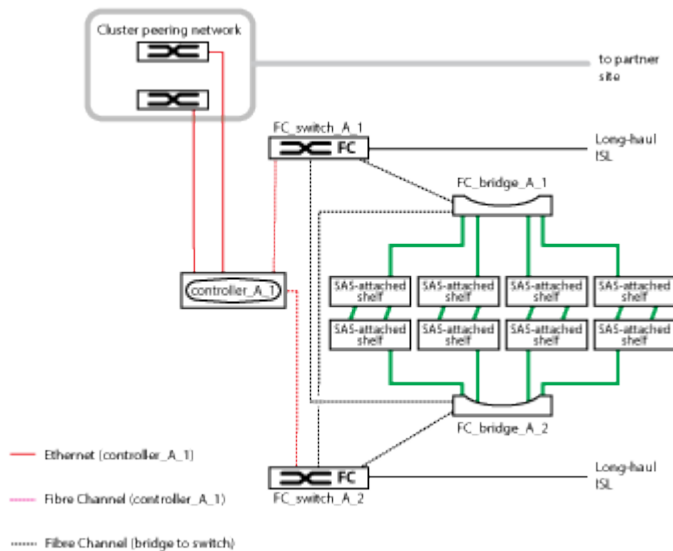 Cluster peering network
to partner
site
FC_switch_A_1
FC
Long-haul
ISL
FC_bridge_A_1
controller_A_1
SAS-attached
shelf
SAS-attached
shelf
SAS-attached
shelf
SAS-attached
shelf
SAS-attached
shelf
SAS-attached
shelf
SAS-attached
shelf
SAS-attached
shelf
FC_bridge_A_2
Ethernet (controller_A_1)
FC
Long-haul
ISL
FC_switch_A_2
Fibre Channel (controller_A_1)
Fibre Channel (bridge to switch)